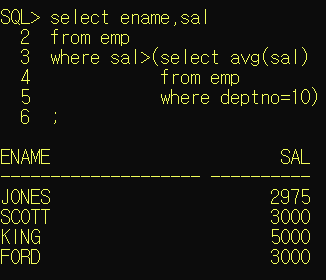 SQL> select ename,sal
2 from emp
3 where sal>(select avg(sal)
4 from emp
5 where deptno=10)
6 ;
ENAME SAL
-------------------- ----------
JONES 2975
SCOTT 3000
KING 5000
FORD 3000